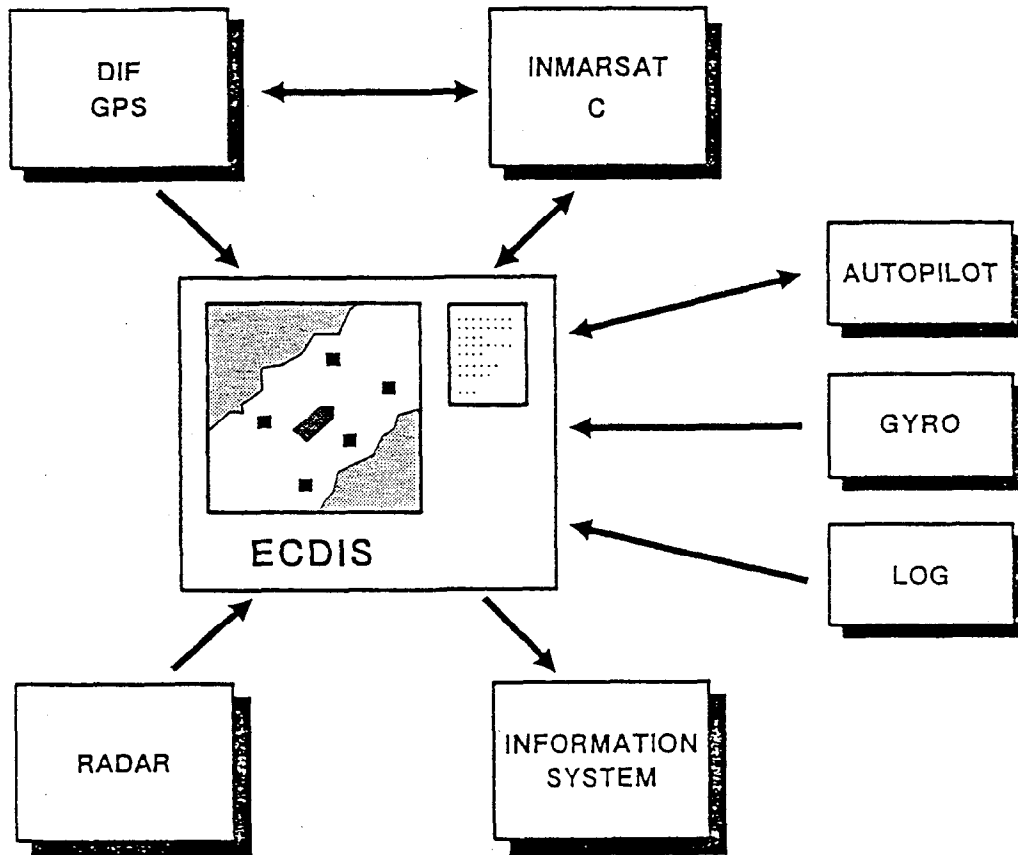 DIF
GPS
INMARSAT
C
AUTOPILOT
GYRO
LOG
ECDIS
RADAR
INFORMATION
SYSTEM